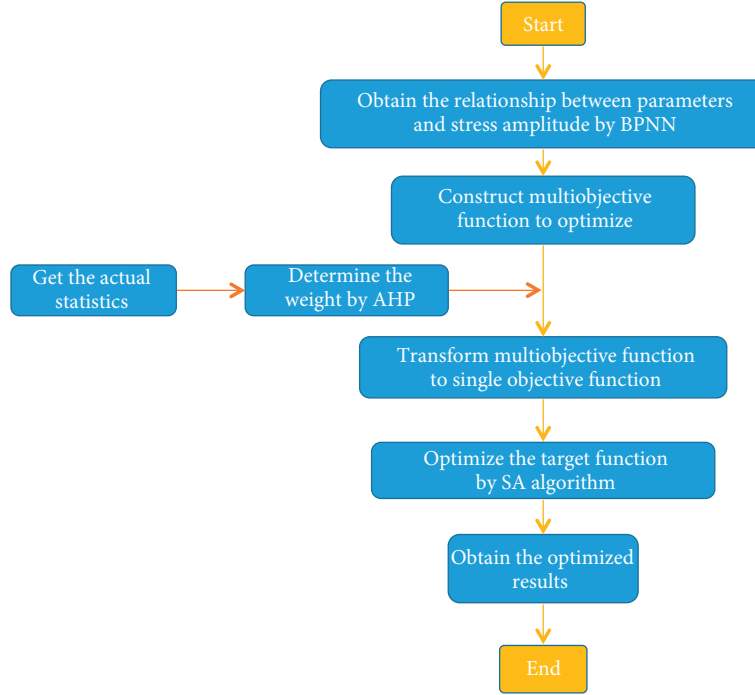 Start
Obtain the relationship between parameters
and stress amplitude by BPNN
Construct multiobjective
function to optimize
Get the actual
statistics
Determine the
weight by AHP
Transform multiobjective function
to single objective function
Optimize the target function
by SA algorithm
Obtain the optimized
results
End